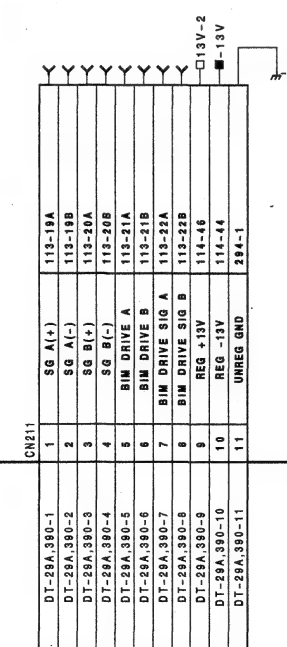 CN211
DT-29A,390-1 1 SG A(+) 113-19A
DT-29A,390-2 2 SG A(-) 113-19B
DT-29A,390-3 3 SG B(+) 113-20A
DT-29A,390-4 4 SG B(-) 113-20B
DT-29A,390-5 5 BIM DRIVE A 113-21A
DT-29A,390-6 6 BIM DRIVE B 113-21B
DT-29A,390-7 7 BIM DRIVE SIG A 113-22A
DT-29A,390-8 8 BIM DRIVE SIG B 113-22B
DT-29A,390-9 9 REG +13V 114-46 13V-2
DT-29A,390-10 10 REG -13V 114-44 -13V
DT-29A,390-11 11 UNREG GND 294-1